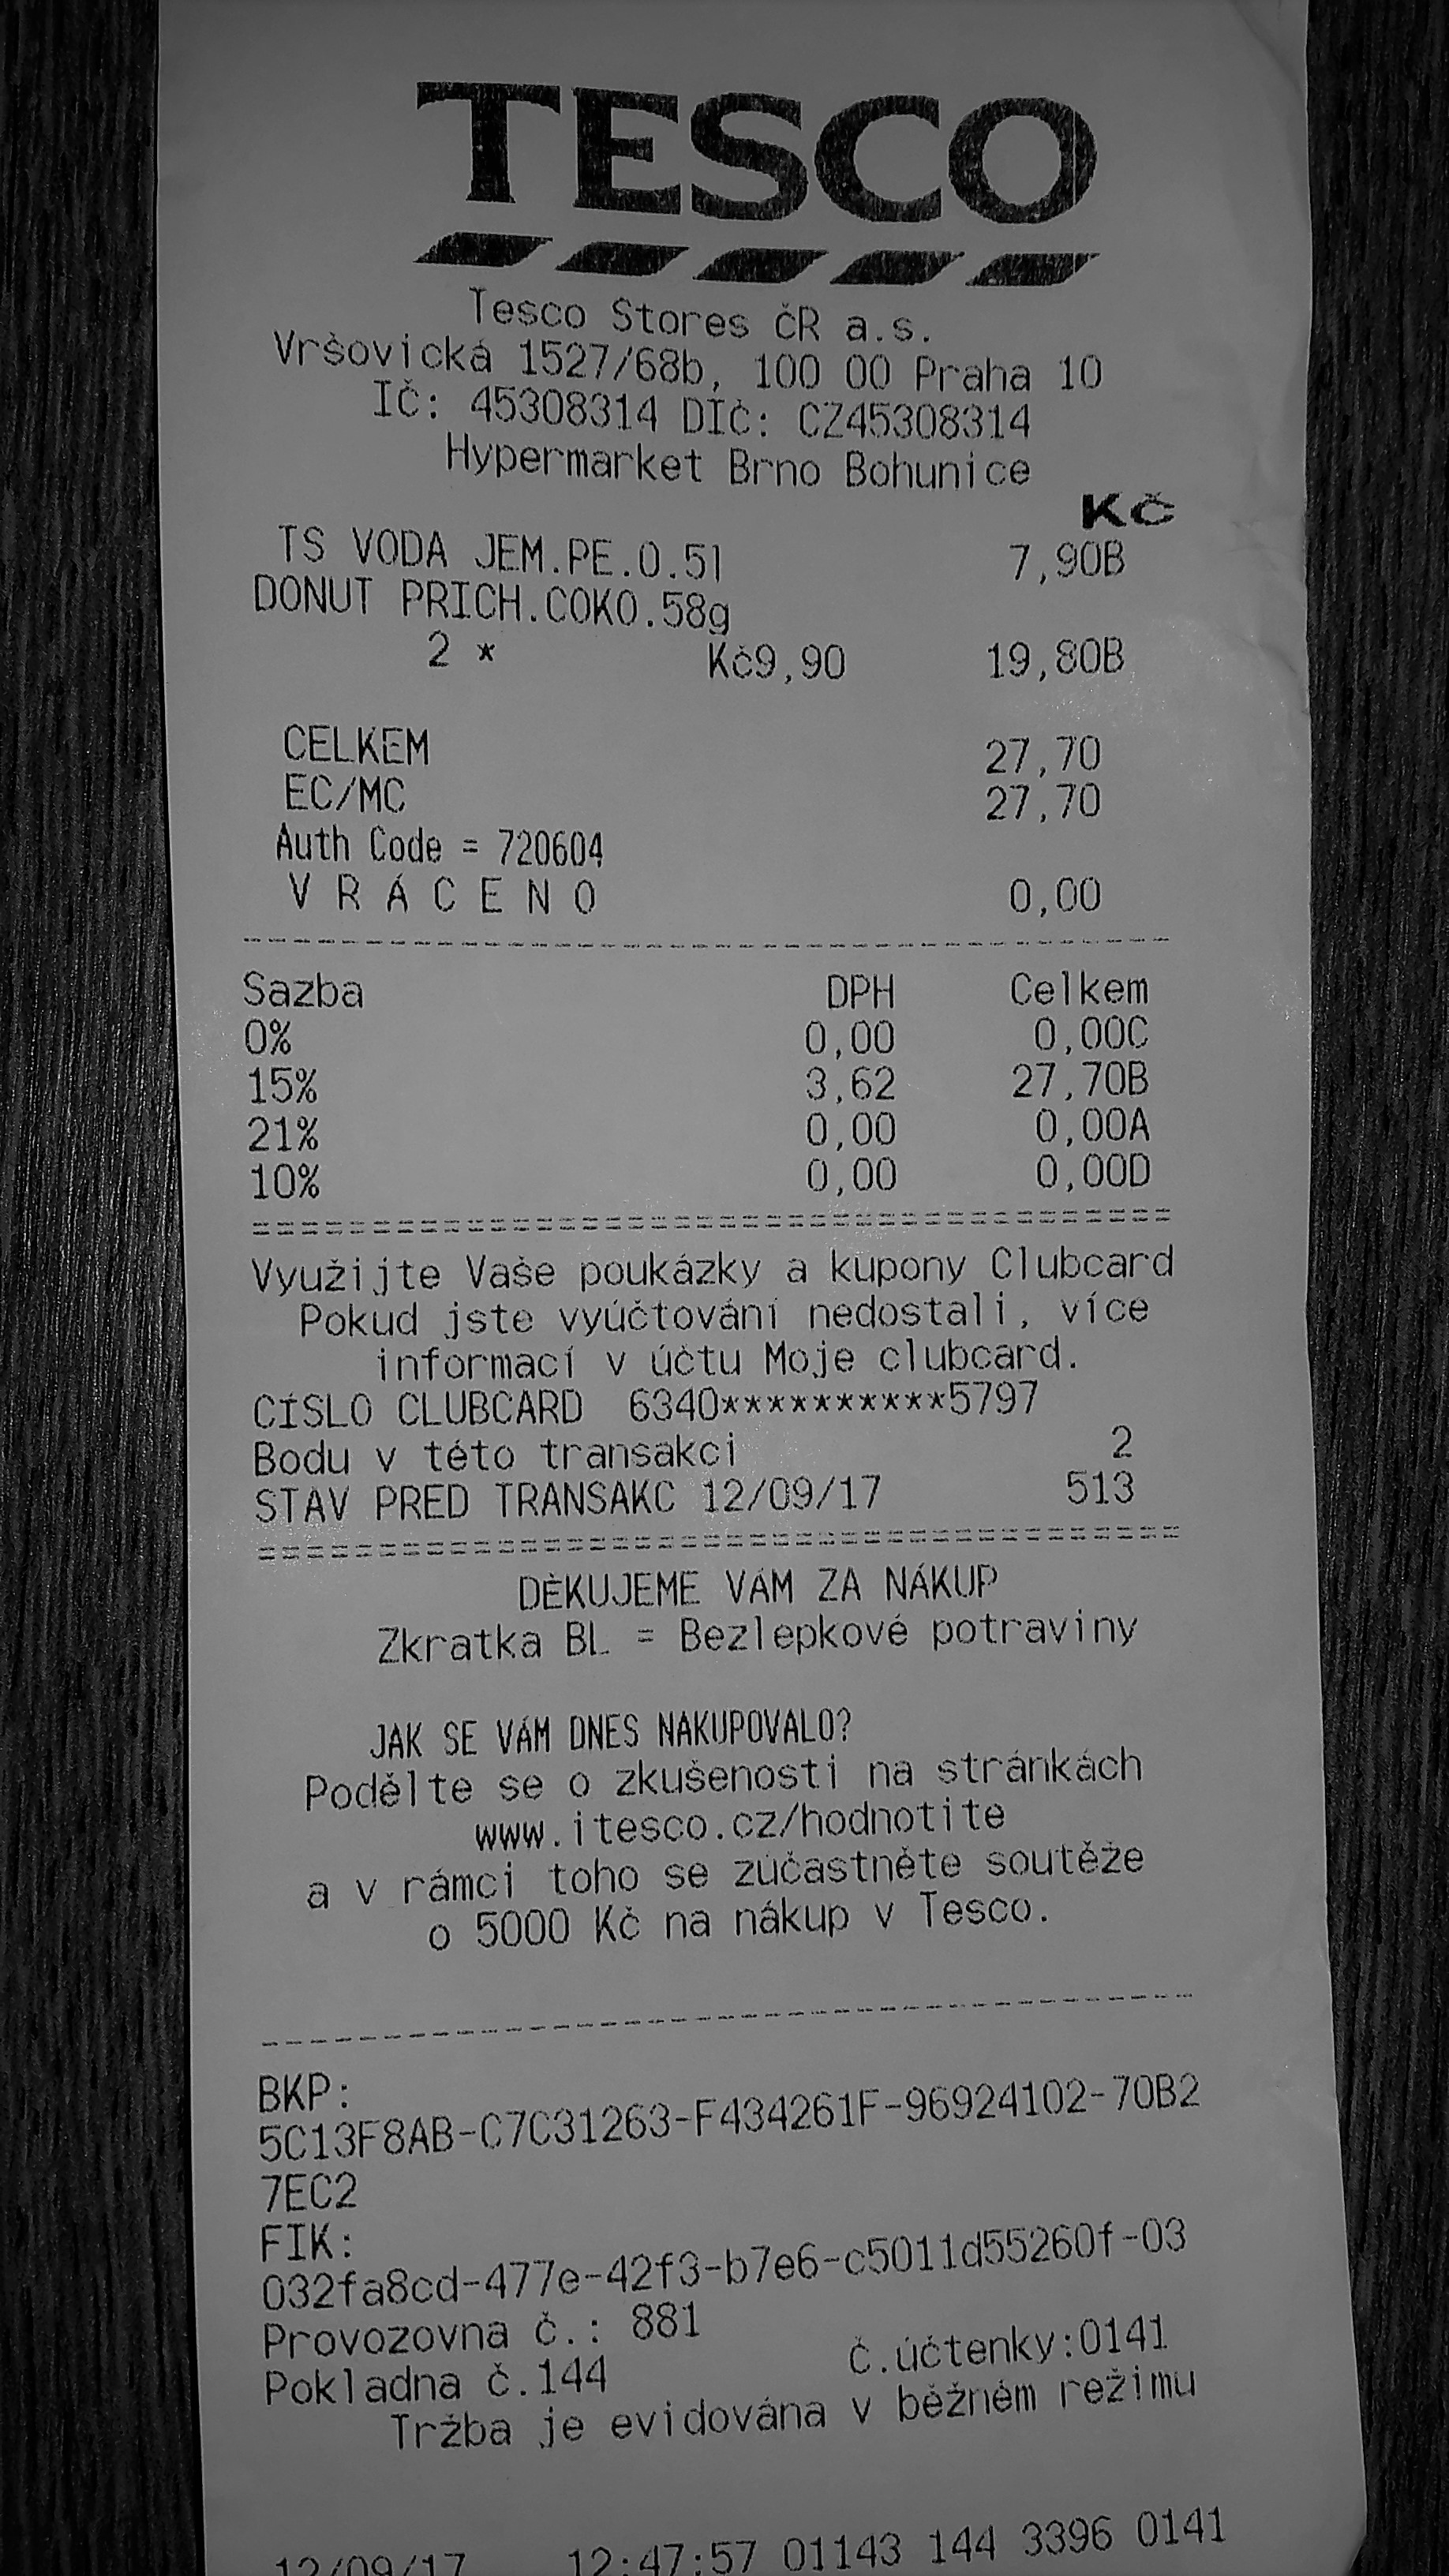 TESCO
Tesco Stores ČR a.s.
Vršovická 1527/68b, 100 00 Praha 10
IČ: 45308314 DIČ: CZ45308314
Hypermarket Brno Bohunice
Kč
TS VODA JEM.PE.0.5l 7,90B
DONUT PRICH.COKO.58g
2 * Kč9,90 19,80B
CELKEM 27,70
EC/MC 27,70
Auth Code = 720604
V R Á C E N O 0,00
Sazba DPH Celkem
0% 0,00 0,00C
15% 3,62 27,70B
21% 0,00 0,00A
10% 0,00 0,00D
Využijte Vaše poukázky a kupony Clubcard
Pokud jste vyúčtování nedostali, více
informací v účtu Moje clubcard.
CÍSLO CLUBCARD 6340**********5797
Bodu v této transakci 2
STAV PRED TRANSAKC 12/09/17 513
DĚKUJEME VÁM ZA NÁKUP
Zkratka BL = Bezlepkové potraviny
JAK SE VÁM DNES NAKUPOVALO?
Podělte se o zkušenosti na stránkách
www.itesco.cz/hodnotite
a v rámci toho se zúčastněte soutěže
o 5000 Kč na nákup v Tesco.
BKP:
5C13F8AB-C7C31263-F434261F-96924102-70B2
7EC2
FIK:
032fa8cd-477e-42f3-b7e6-c5011d55260f-03
Provozovna č.: 881
Pokladna č.144 Č.účtenky:0141
Tržba je evidována v běžném režimu
12/09/17 12:47:57 01143 144 3396 0141